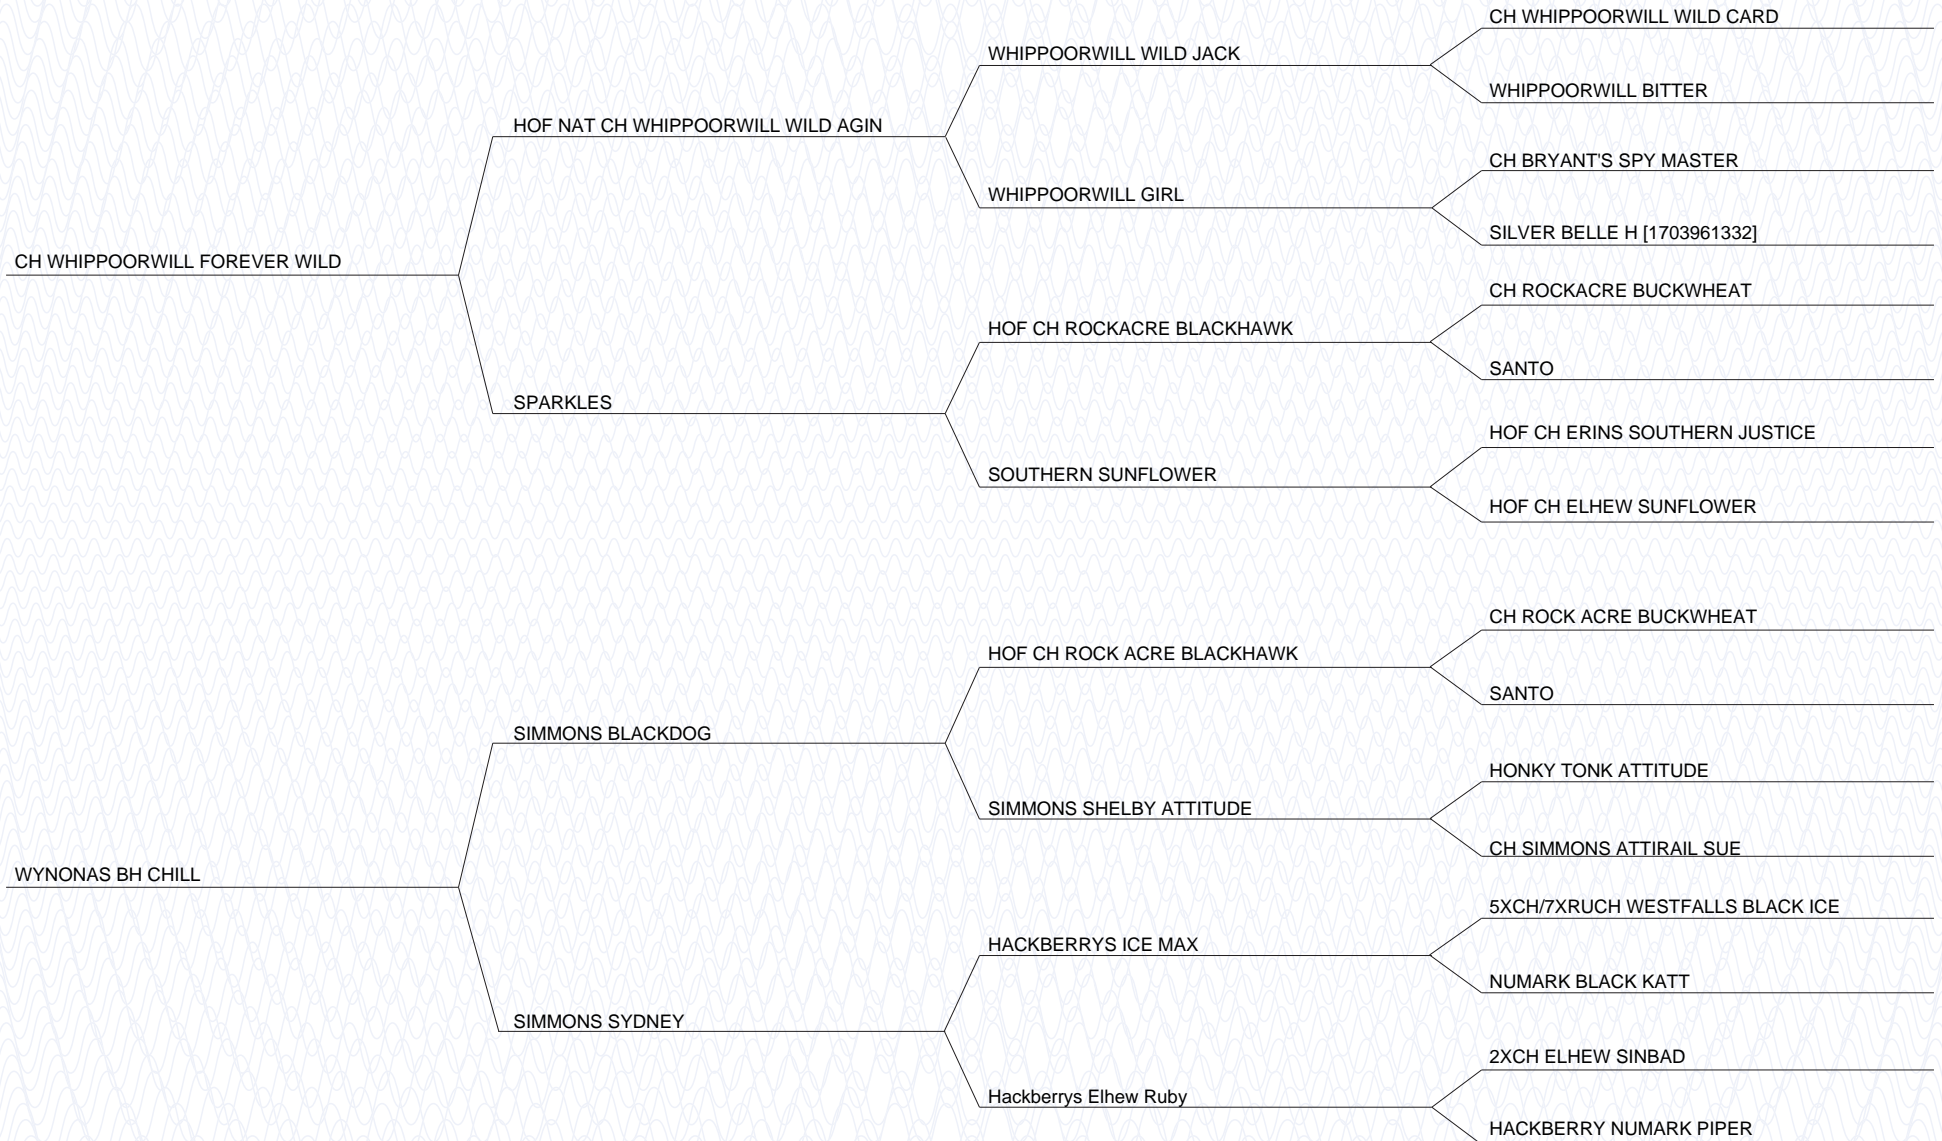 CH WHIPPOORWILL WILD CARD
WHIPPOORWILL WILD JACK
WHIPPOORWILL BITTER
HOF NAT CH WHIPPOORWILL WILD AGIN
CH BRYANT'S SPY MASTER
WHIPPOORWILL GIRL
SILVER BELLE H [1703961332]
CH WHIPPOORWILL FOREVER WILD
CH ROCKACRE BUCKWHEAT
HOF CH ROCKACRE BLACKHAWK
SANTO
SPARKLES
HOF CH ERINS SOUTHERN JUSTICE
SOUTHERN SUNFLOWER
HOF CH ELHEW SUNFLOWER
CH ROCK ACRE BUCKWHEAT
HOF CH ROCK ACRE BLACKHAWK
SANTO
SIMMONS BLACKDOG
HONKY TONK ATTITUDE
SIMMONS SHELBY ATTITUDE
CH SIMMONS ATTIRAIL SUE
WYNONAS BH CHILL
5XCH/7XRUCH WESTFALLS BLACK ICE
HACKBERRYS ICE MAX
NUMARK BLACK KATT
SIMMONS SYDNEY
2XCH ELHEW SINBAD
Hackberrys Elhew Ruby
HACKBERRY NUMARK PIPER